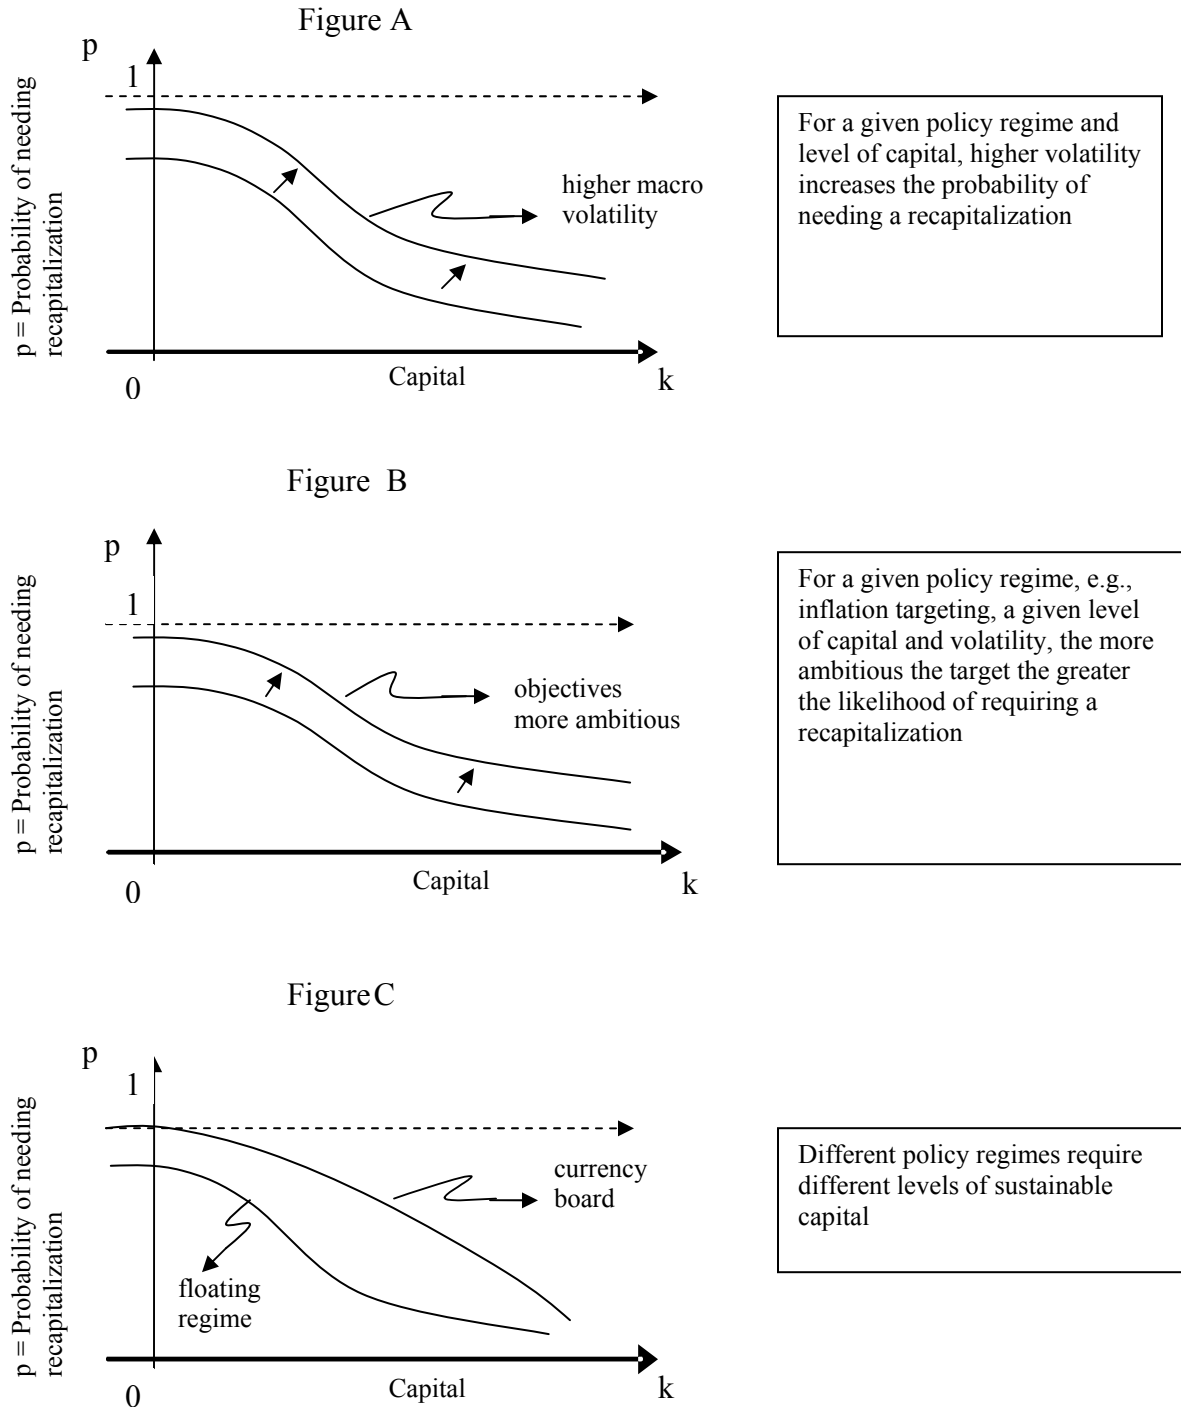 Figure A
p
1
p = Probability of needing
recapitalization
higher macro
volatility
0
Capital
k
For a given policy regime and
level of capital, higher volatility
increases the probability of
needing a recapitalization
Figure B
p
1
p = Probability of needing
recapitalization
objectives
more ambitious
0
Capital
k
For a given policy regime, e.g.,
inflation targeting, a given level
of capital and volatility, the more
ambitious the target the greater
the likelihood of requiring a
recapitalization
Figure C
p
1
p = Probability of needing
recapitalization
currency
board
floating
regime
0
Capital
k
Different policy regimes require
different levels of sustainable
capital